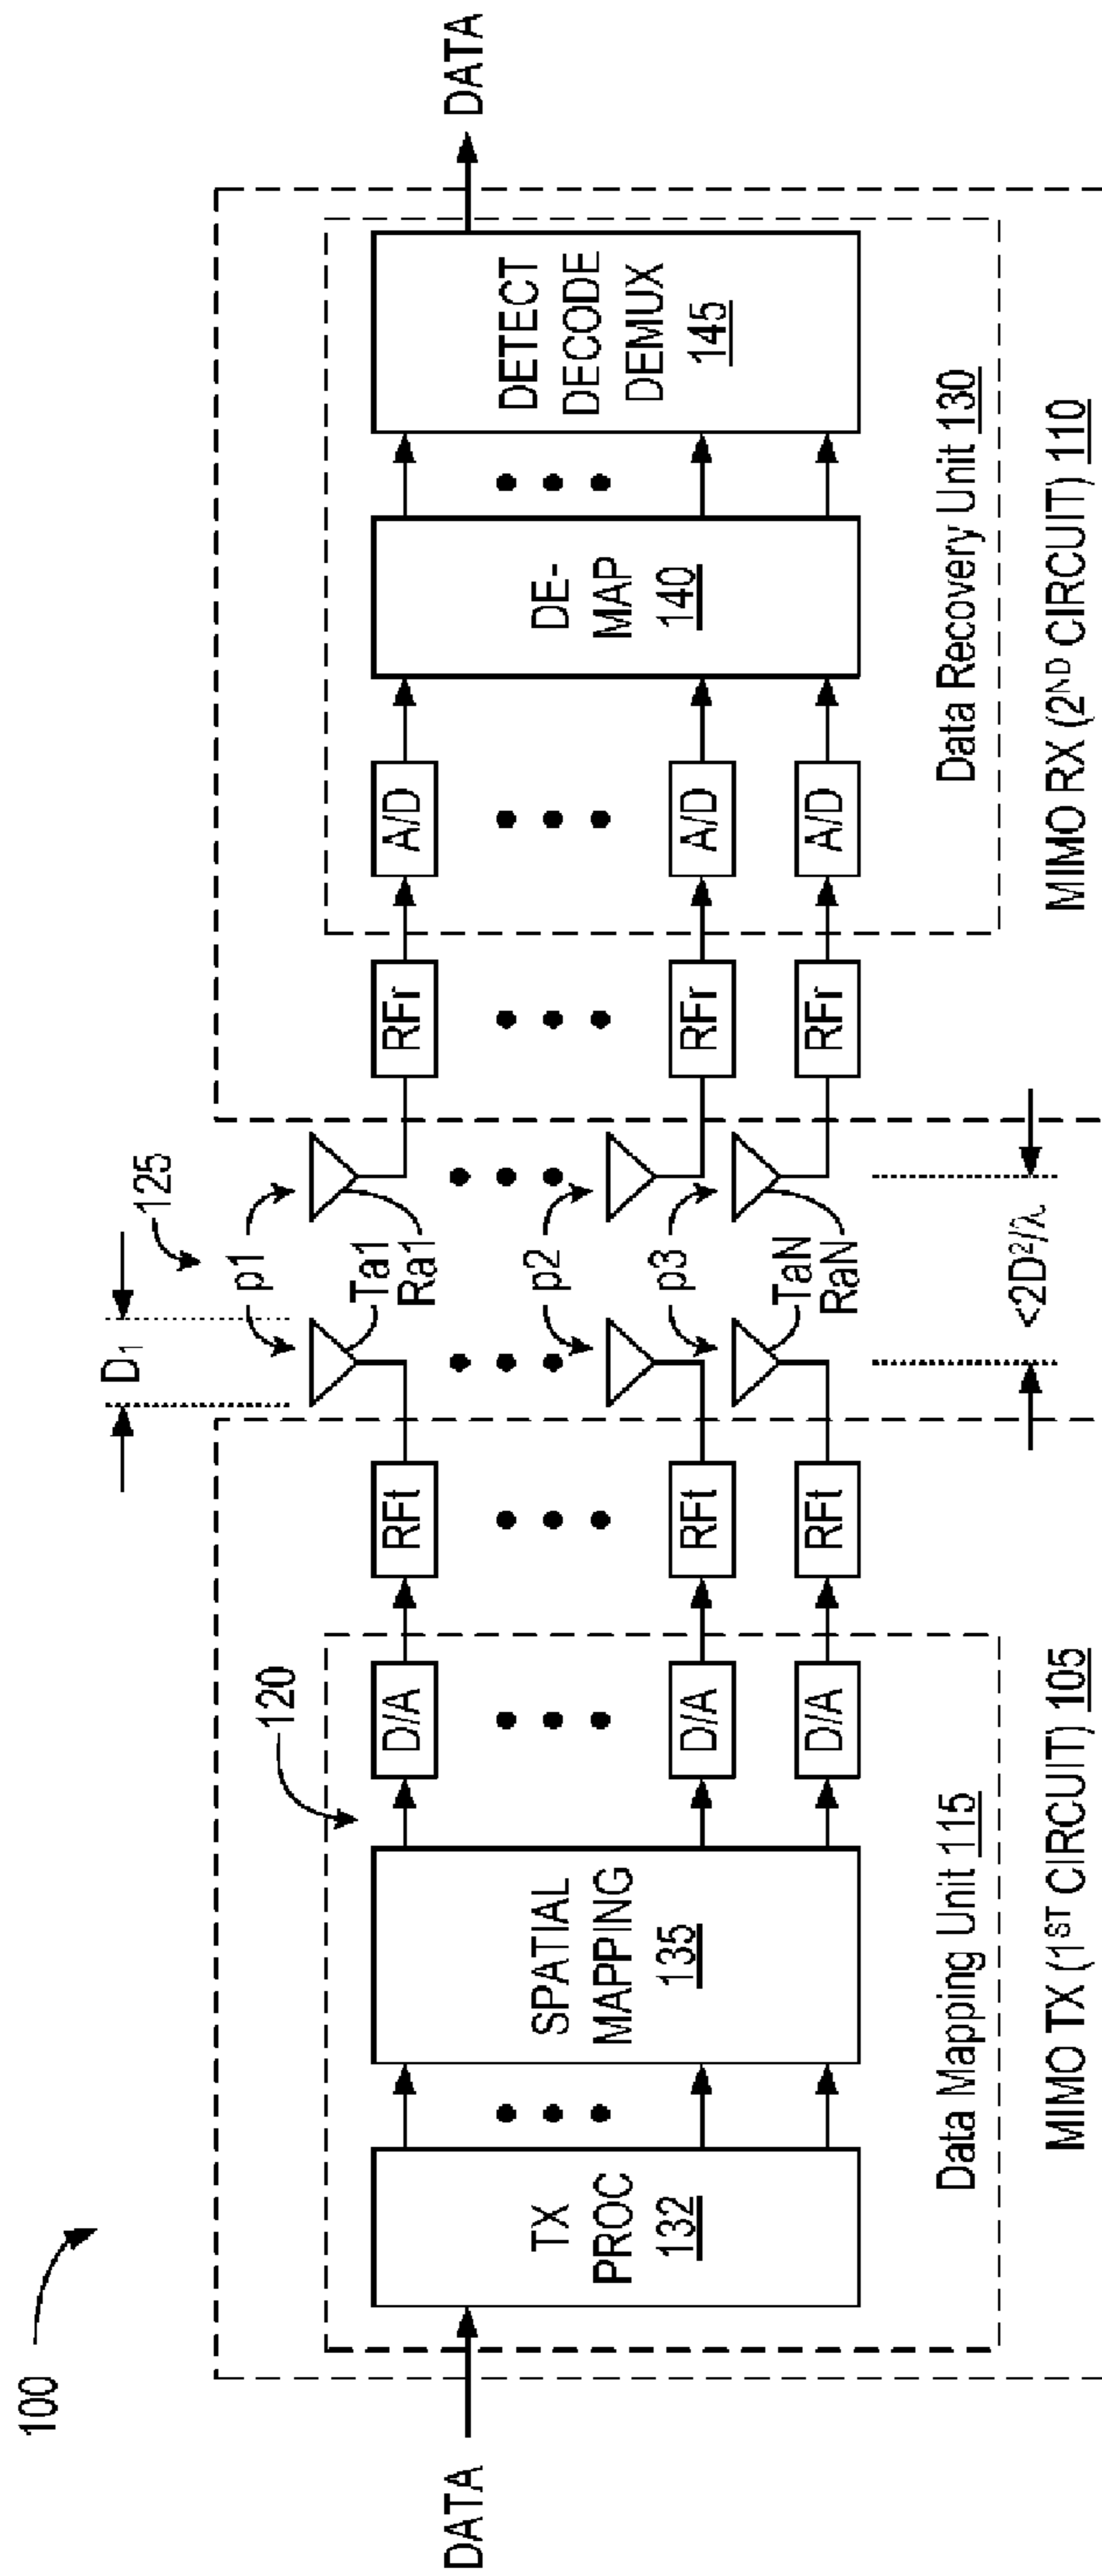 100
DATA
TX
PROC
132
SPATIAL
MAPPING
135
120
D/A
D/A
D/A
Data Mapping Unit 115
RFt
RFt
RFt
MIMO TX (1ST CIRCUIT) 105
D₁
125
p1
Ta1
Ra1
p2
p3
TaN
RaN
<2D²/λ
RFr
RFr
RFr
A/D
A/D
A/D
DE-
MAP
140
DETECT
DECODE
DEMUX
145
Data Recovery Unit 130
MIMO RX (2ND CIRCUIT) 110
DATA